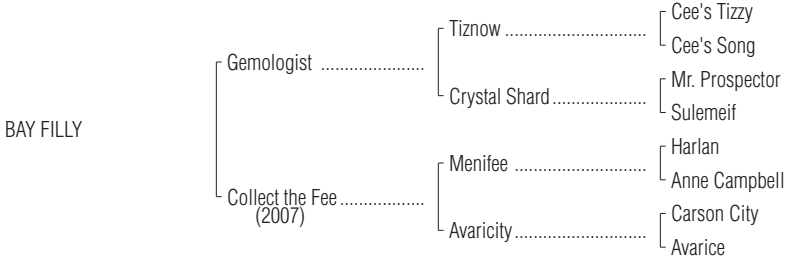 Cee's Tizzy
Tiznow ..............................
Cee's Song
Gemologist ......................
Mr. Prospector
Crystal Shard....................
Sulemeif
BAY FILLY
Harlan
Menifee ............................
Anne Campbell
Collect the Fee..................
(2007)
Carson City
Avaricity............................
Avarice